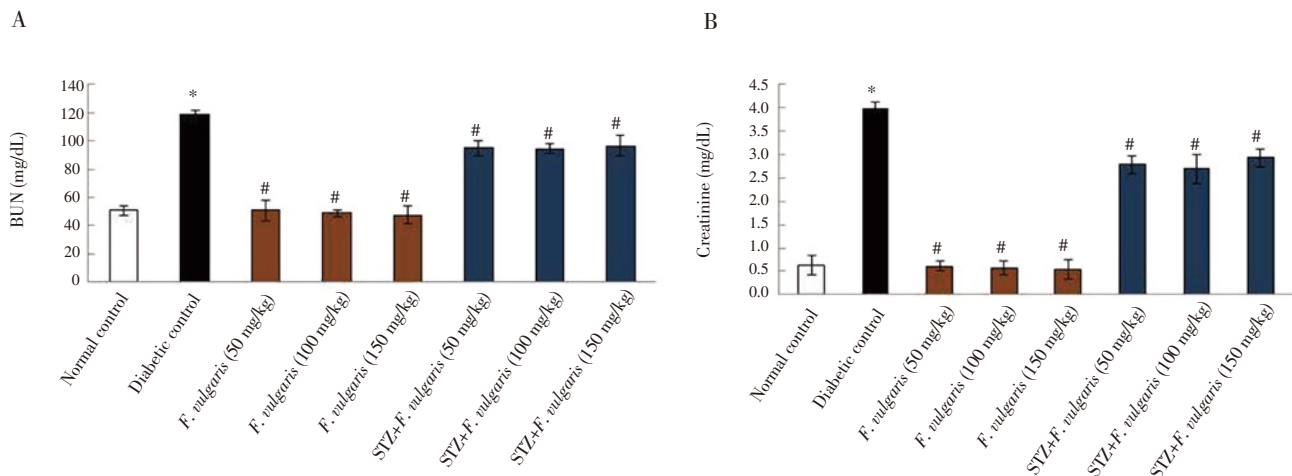 A
BUN (mg/dL)
140
120
100
80
60
40
20
0
*
#
#
#
#
#
#
Normal control
Diabetic control
F. vulgaris (50 mg/kg)
F. vulgaris (100 mg/kg)
F. vulgaris (150 mg/kg)
STZ+F. vulgaris (50 mg/kg)
STZ+F. vulgaris (100 mg/kg)
STZ+F. vulgaris (150 mg/kg)
B
Creatinine (mg/dL)
4.5
4.0
3.5
3.0
2.5
2.0
1.5
1.0
0.5
0.0
*
#
#
#
#
#
#
Normal control
Diabetic control
F. vulgaris (50 mg/kg)
F. vulgaris (100 mg/kg)
F. vulgaris (150 mg/kg)
STZ+F. vulgaris (50 mg/kg)
STZ+F. vulgaris (100 mg/kg)
STZ+F. vulgaris (150 mg/kg)